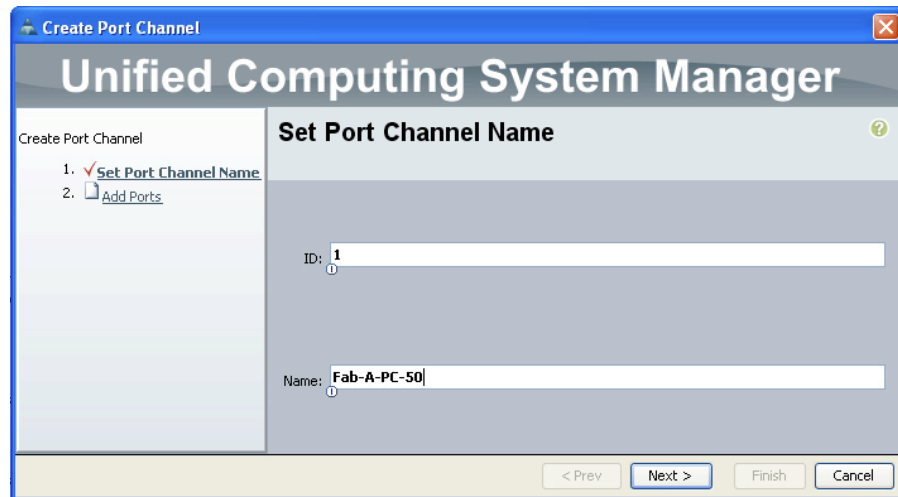 Create Port Channel
Unified Computing System Manager
Create Port Channel
1. Set Port Channel Name
2. Add Ports
Set Port Channel Name
ID: 1
Name: Fab-A-PC-50
< Prev
Next >
Finish
Cancel